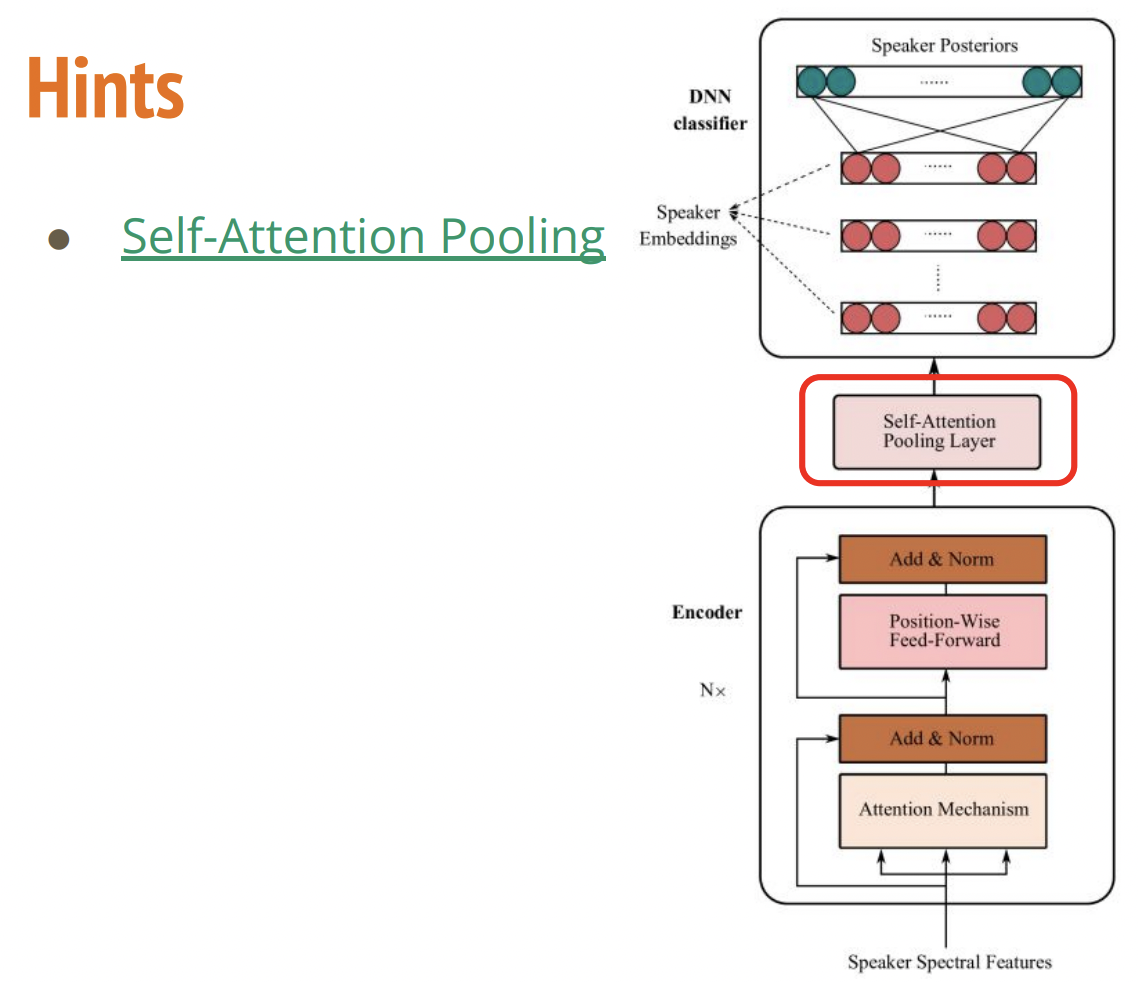 Hints
● Self-Attention Pooling
Speaker Posteriors
......
DNN
classifier
......
Speaker
Embeddings
......
......
Self-Attention
Pooling Layer
Add & Norm
Encoder
Position-Wise
Feed-Forward
N×
Add & Norm
Attention Mechanism
Speaker Spectral Features